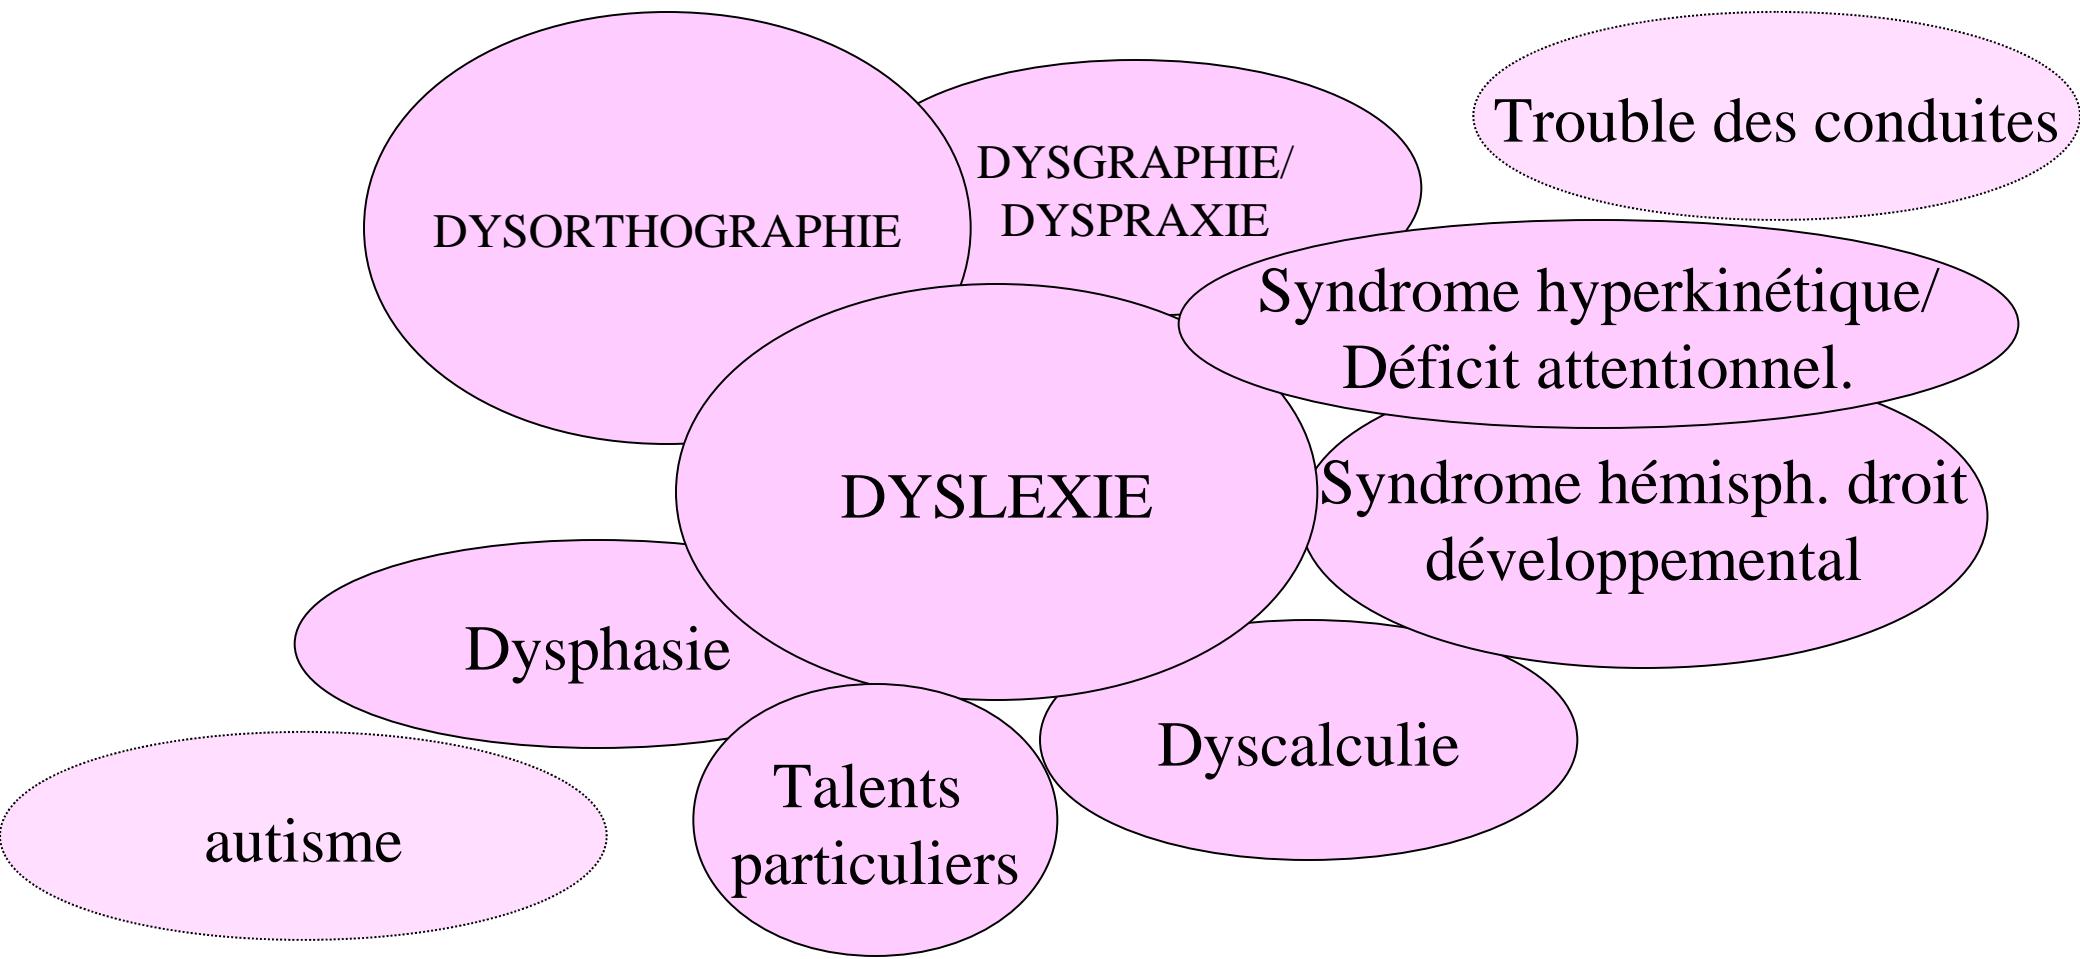 Trouble des conduites
DYSGRAPHIE/
DYSPRAXIE
DYSORTHOGRAPHIE
Syndrome hyperkinétique/
Déficit attentionnel.
DYSLEXIE
Syndrome hémisph. droit
développemental
Dysphasie
Dyscalculie
Talents
particuliers
autisme